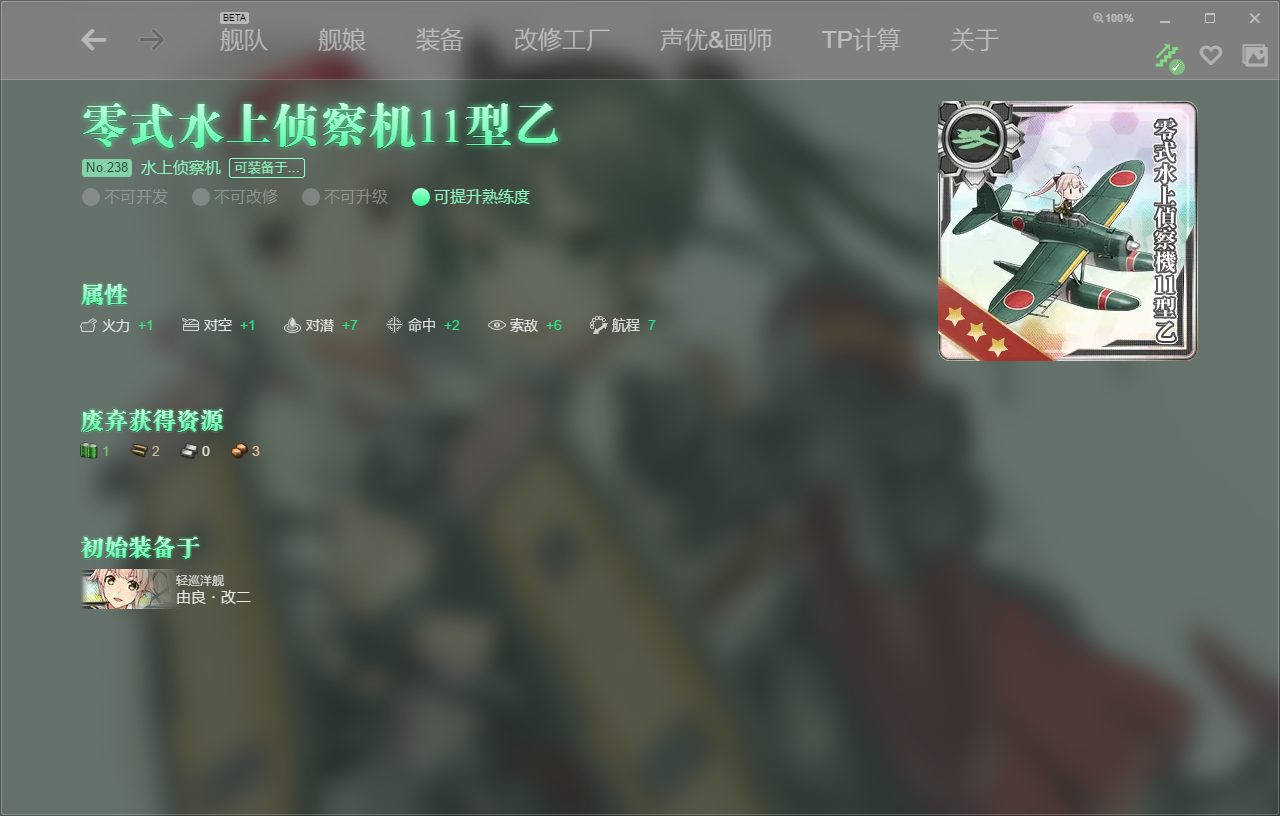 BETA
舰队 舰娘 装备 改修工厂 声优&画师 TP计算 关于
100%
零式水上侦察机11型乙
No.238 水上侦察机 可装备于...
不可开发 不可改修 不可升级 可提升熟练度
零式水上偵察機11型乙
属性
火力 +1 对空 +1 对潜 +7 命中 +2 索敌 +6 航程 7
废弃获得资源
1 2 0 3
初始装备于
轻巡洋舰
由良·改二